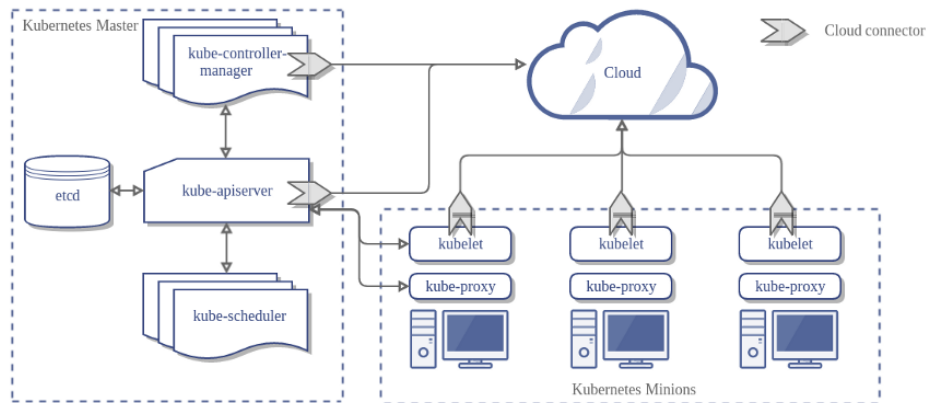 Kubernetes Master
kube-controller-
manager
Cloud
Cloud connector
etcd
kube-apiserver
kubelet
kubelet
kubelet
kube-proxy
kube-proxy
kube-proxy
kube-scheduler
Kubernetes Minions